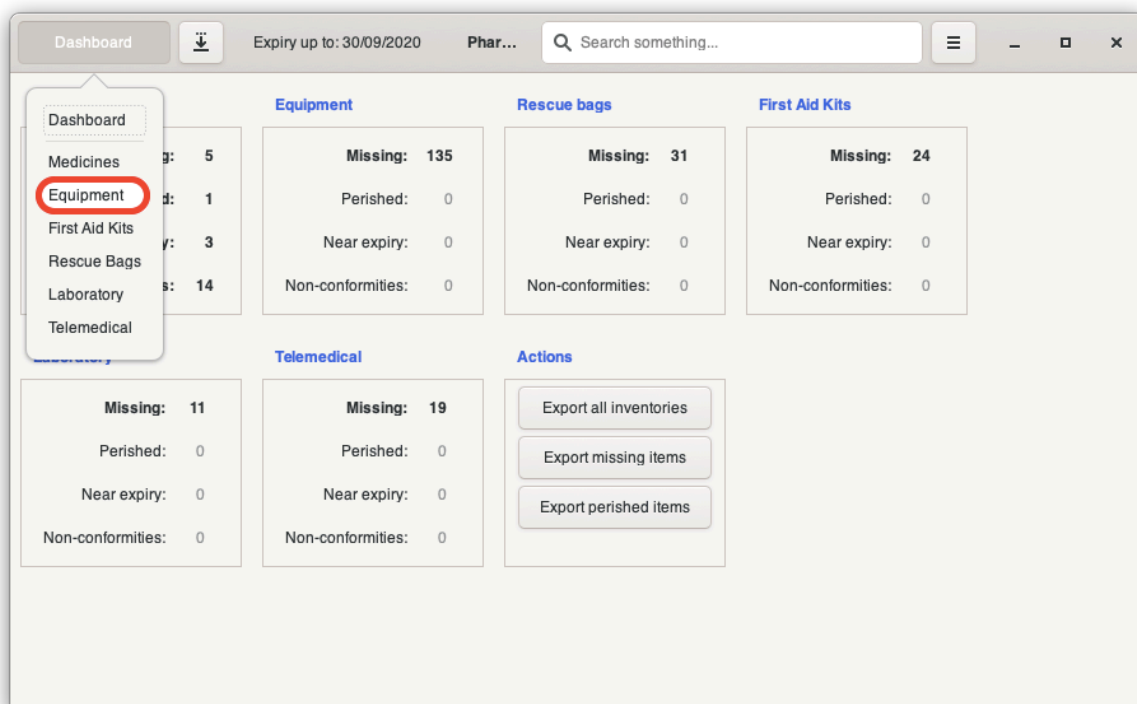 Dashboard
Expiry up to: 30/09/2020
Phar...
Search something...
Dashboard
Medicines
Equipment
First Aid Kits
Rescue Bags
Laboratory
Telemedical
5
1
3
14
Equipment
Missing: 135
Perished: 0
Near expiry: 0
Non-conformities: 0
Rescue bags
Missing: 31
Perished: 0
Near expiry: 0
Non-conformities: 0
First Aid Kits
Missing: 24
Perished: 0
Near expiry: 0
Non-conformities: 0
Laboratory
Missing: 11
Perished: 0
Near expiry: 0
Non-conformities: 0
Telemedical
Missing: 19
Perished: 0
Near expiry: 0
Non-conformities: 0
Actions
Export all inventories
Export missing items
Export perished items